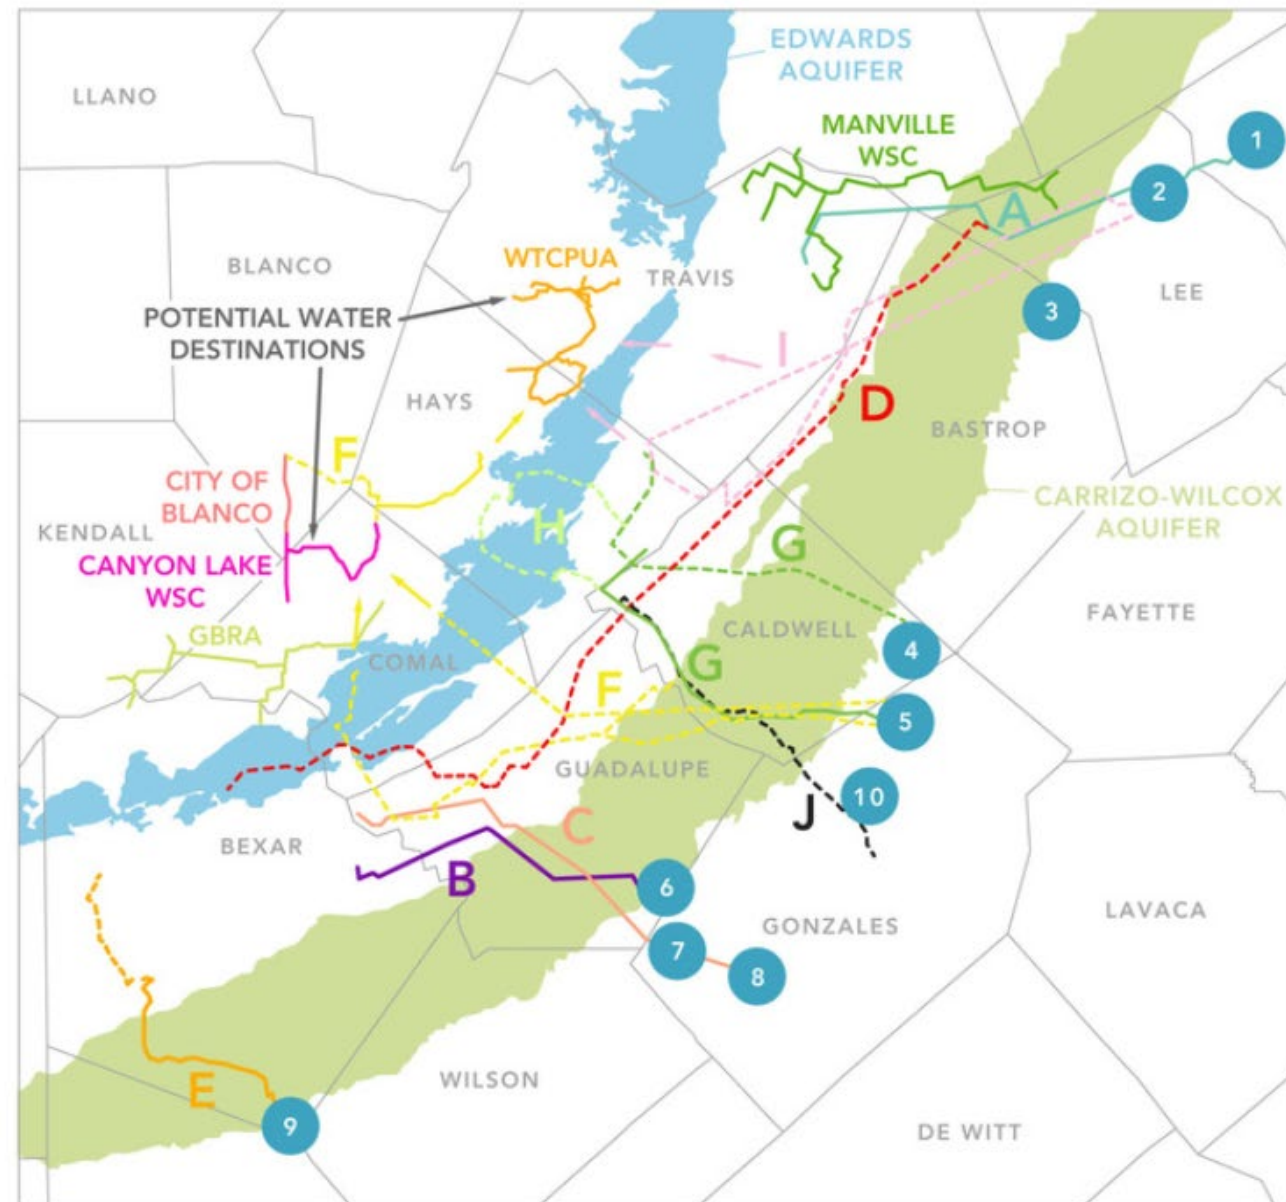 EDWARDS
AQUIFER
LLANO
MANVILLE
WSC
1
2
A
BLANCO
WTCPUA
TRAVIS
LEE
POTENTIAL WATER
DESTINATIONS
3
I
HAYS
D
BASTROP
F
CITY OF
BLANCO
CARRIZO-WILCOX
AQUIFER
KENDALL
H
G
CANYON LAKE
WSC
FAYETTE
GBRA
CALDWELL
4
COMAL
G
F
5
GUADALUPE
10
J
C
BEXAR
B
6
LAVACA
GONZALES
7
8
WILSON
E
9
DE WITT